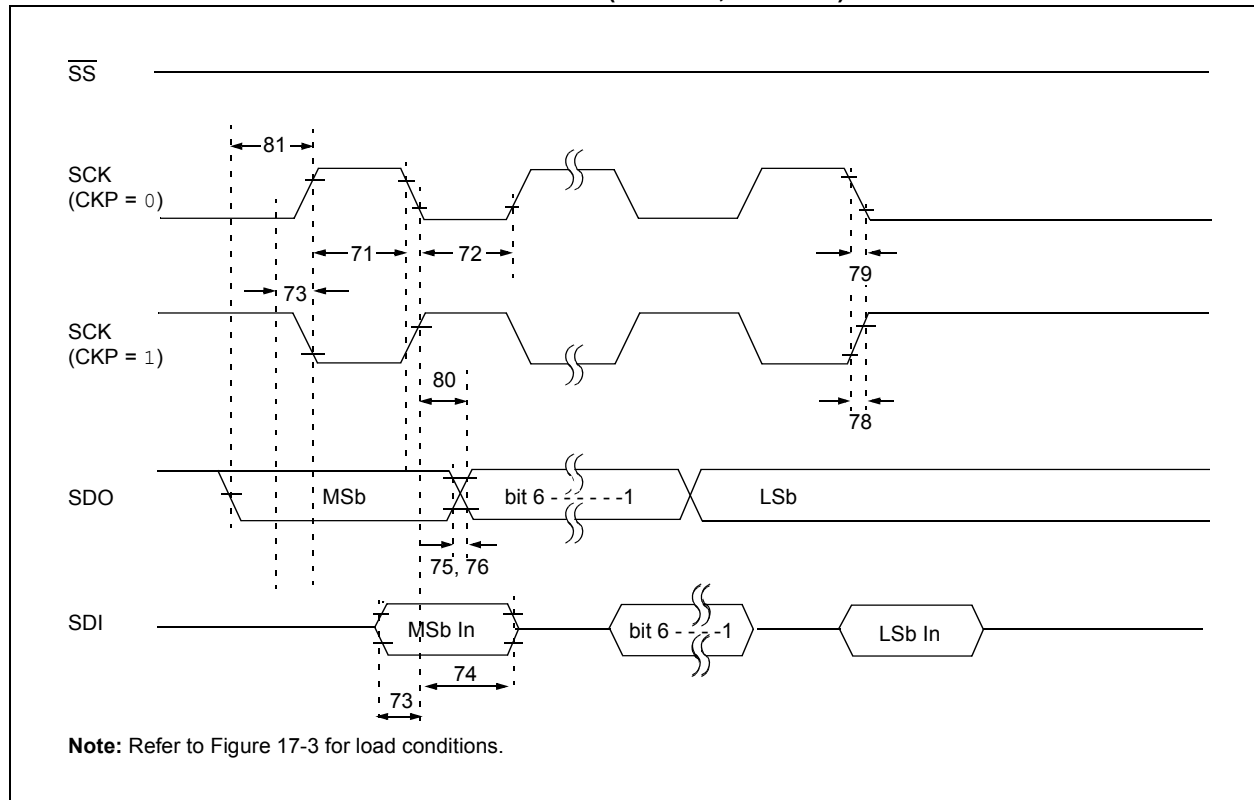 SS
81
SCK
(CKP = 0)
71
72
79
73
SCK
(CKP = 1)
80
78
SDO
MSb
bit 6 - - - - - - -1
LSb
75, 76
SDI
MSb In
bit 6 - - - - -1
LSb In
74
73
Note: Refer to Figure 17-3 for load conditions.